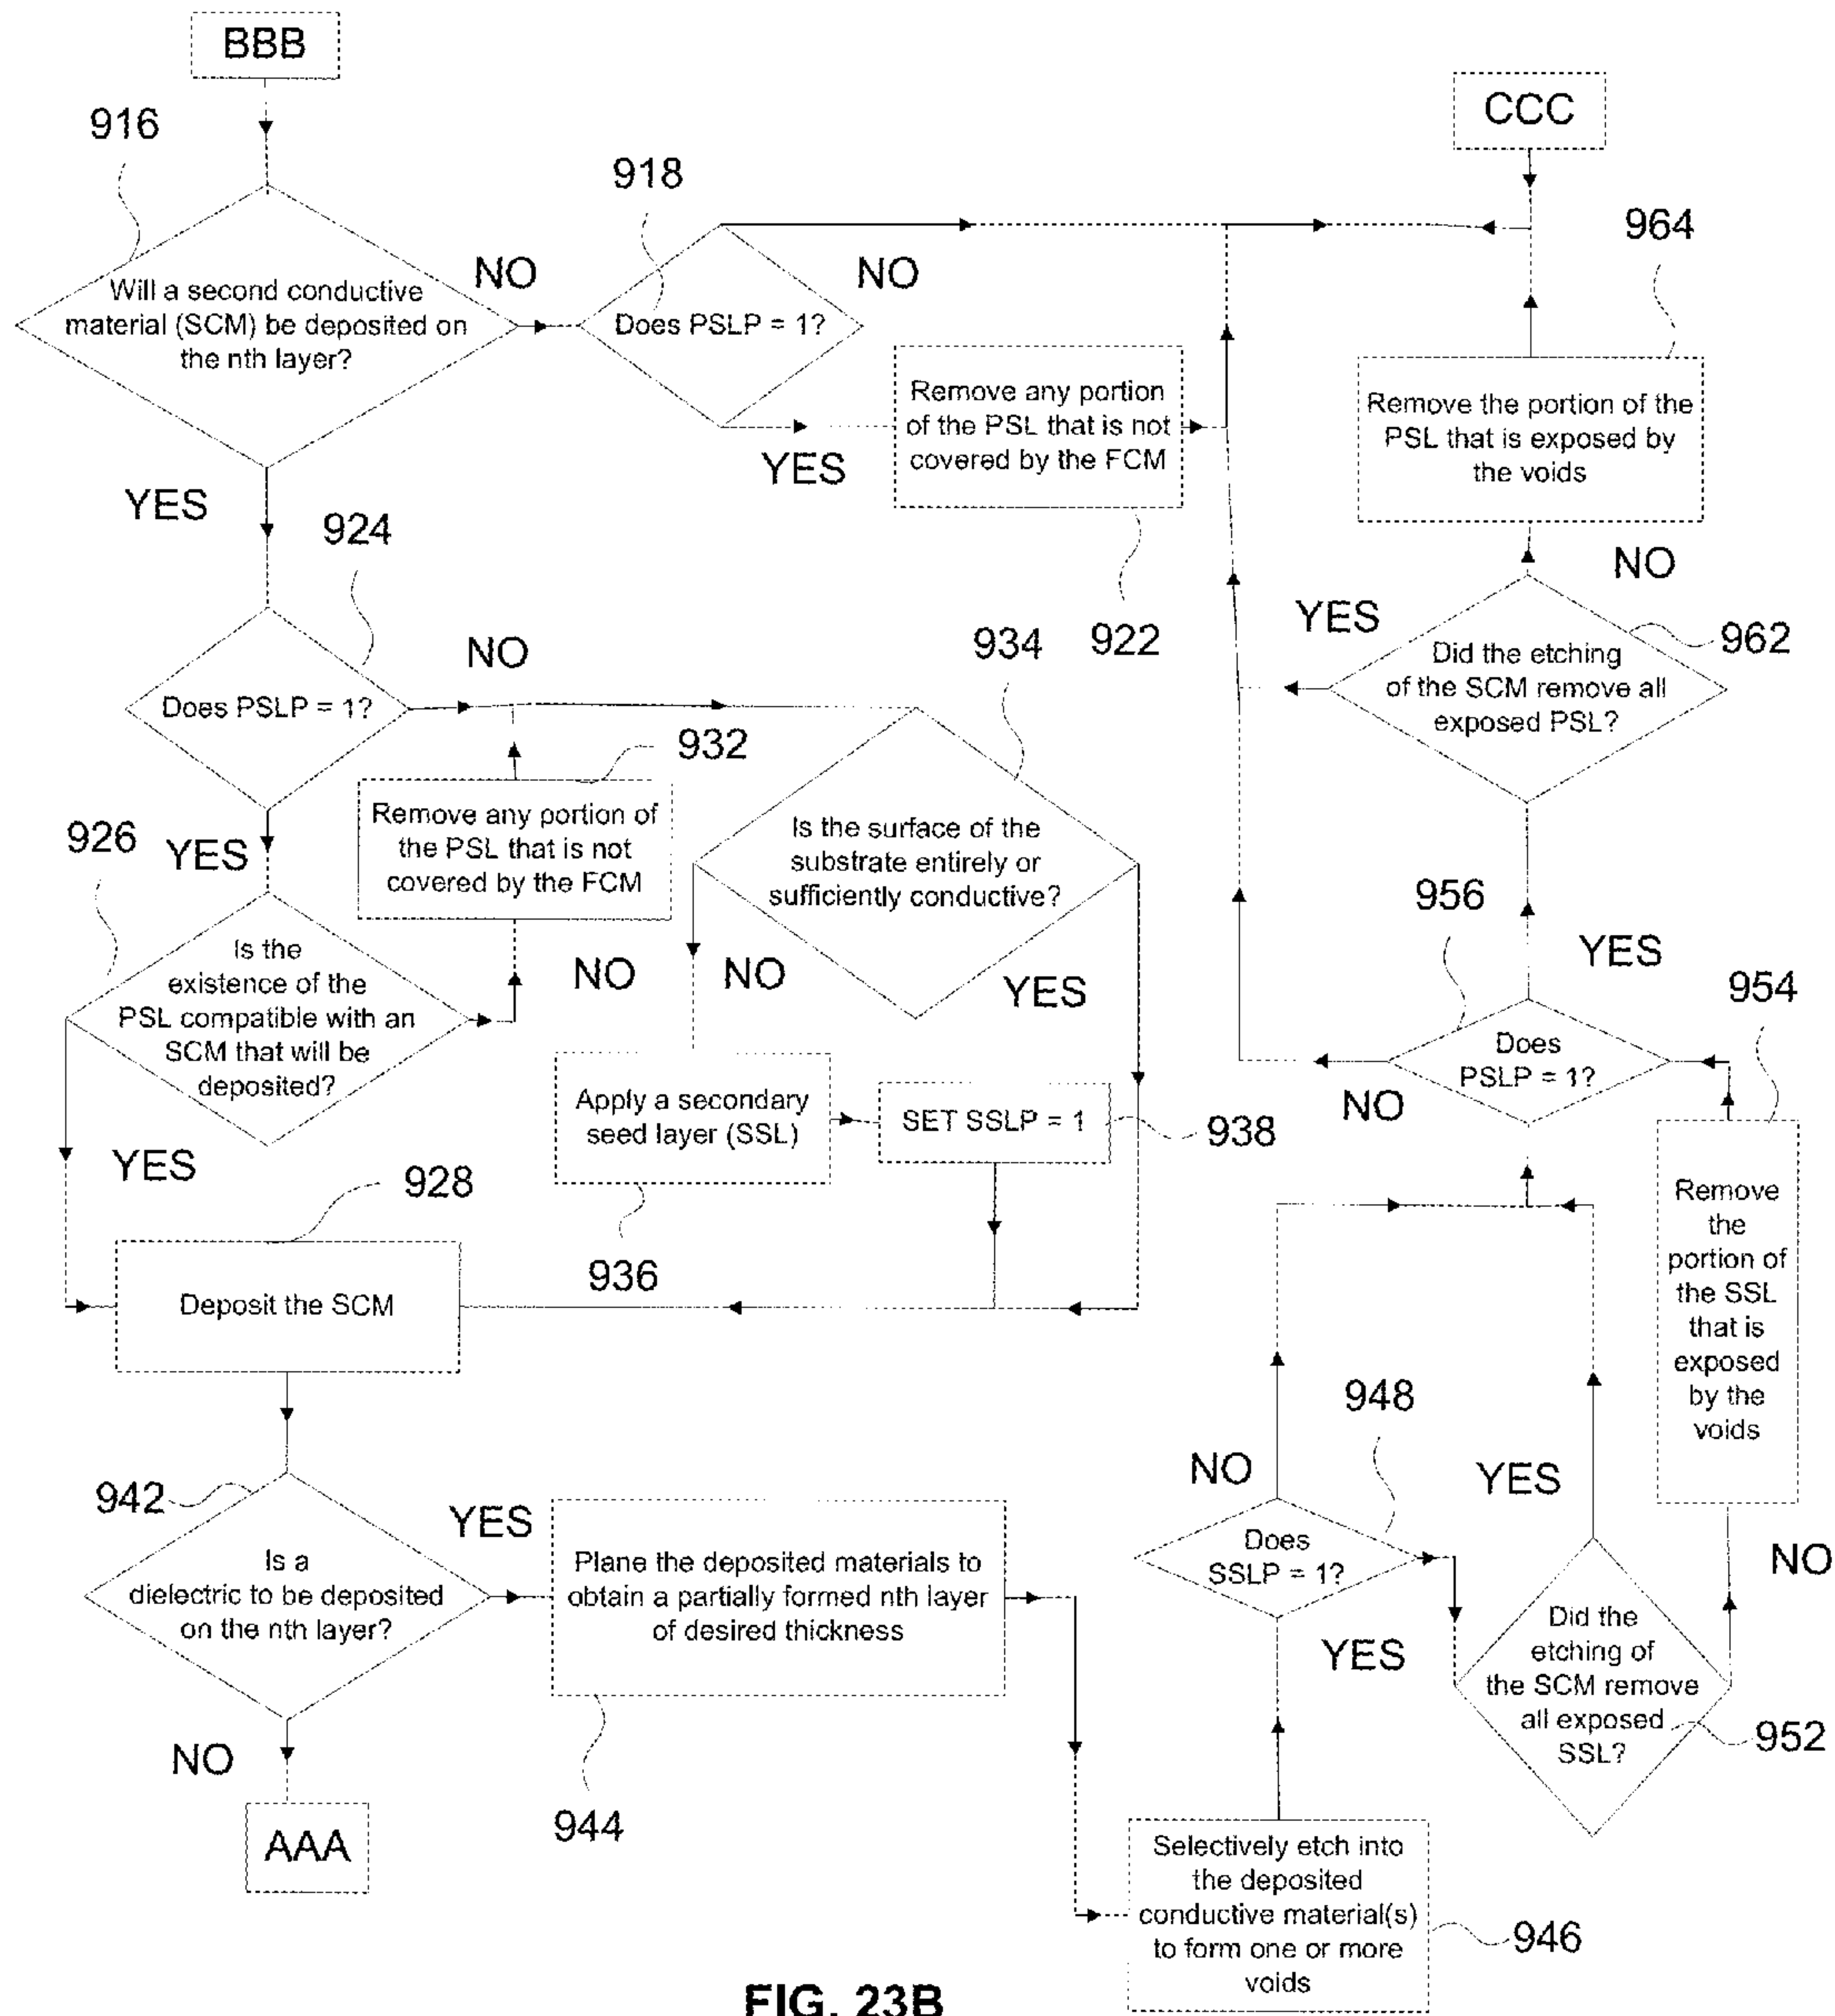 BBB
CCC
916
918
964
NO
NO
Will a second conductive
material (SCM) be deposited on
the nth layer?
Does PSLP = 1?
Remove any portion
of the PSL that is not
covered by the FCM
Remove the portion of the
PSL that is exposed by
the voids
YES
YES
924
922
NO
YES
962
Did the etching
of the SCM remove all
exposed PSL?
934
NO
Does PSLP = 1?
932
Remove any portion of
the PSL that is not
covered by the FCM
Is the surface of the
substrate entirely or
sufficiently conductive?
926
YES
956
YES
954
Is the
existence of the
PSL compatible with an
SCM that will be
deposited?
NO
NO
YES
Does
PSLP = 1?
NO
Apply a secondary
seed layer (SSL)
SET SSLP = 1
938
YES
928
936
Deposit the SCM
Remove
the
portion of
the SSL
that is
exposed
by the
voids
948
NO
YES
942
YES
Is a
dielectric to be deposited
on the nth layer?
Plane the deposited materials to
obtain a partially formed nth layer
of desired thickness
Does
SSLP = 1?
NO
YES
Did the
etching of
the SCM remove
all exposed
SSL?
952
NO
944
AAA
Selectively etch into
the deposited
conductive material(s)
to form one or more
voids
946
FIG. 23B